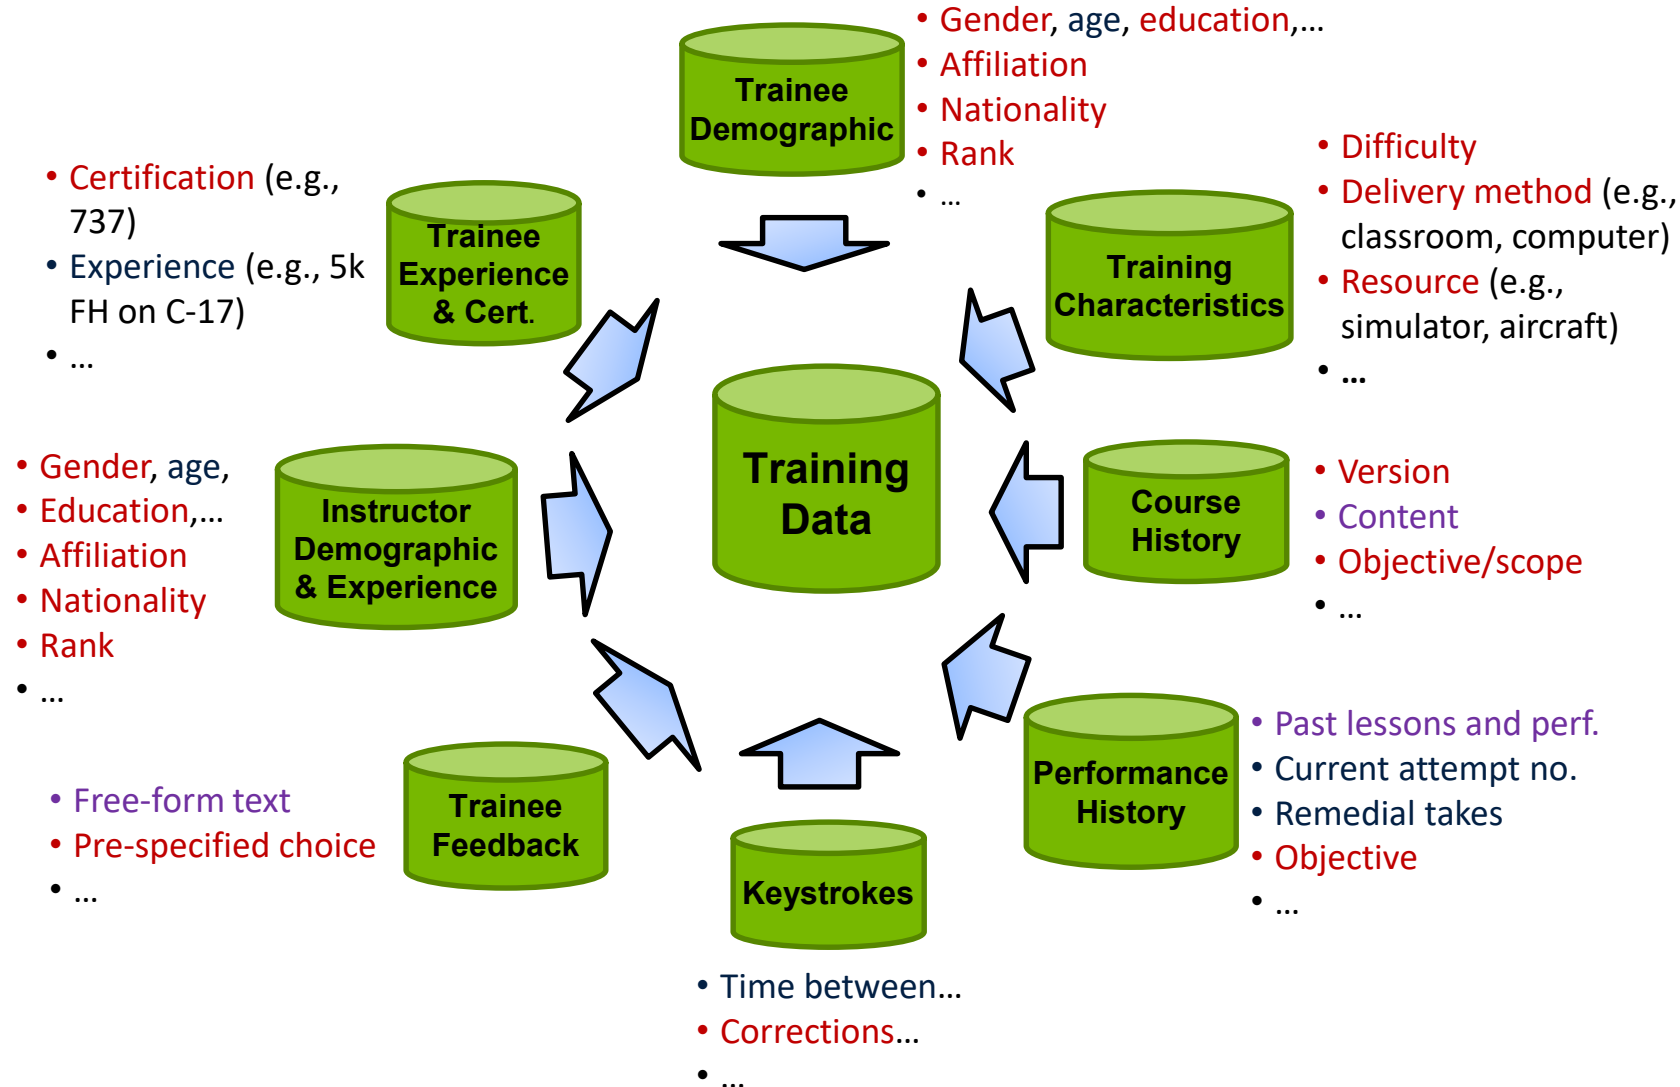 • Gender, age, education,…
• Affiliation
• Nationality
• Rank
• …
Trainee
Demographic
• Certification (e.g.,
737)
• Experience (e.g., 5k
FH on C-17)
• …
Trainee
Experience
& Cert.
Training
Characteristics
• Difficulty
• Delivery method (e.g.,
classroom, computer)
• Resource (e.g.,
simulator, aircraft)
• …
• Gender, age,
• Education,…
• Affiliation
• Nationality
• Rank
• …
Instructor
Demographic
& Experience
Training
Data
Course
History
• Version
• Content
• Objective/scope
• …
• Free-form text
• Pre-specified choice
• …
Trainee
Feedback
Keystrokes
• Time between…
• Corrections…
• …
Performance
History
• Past lessons and perf.
• Current attempt no.
• Remedial takes
• Objective
• …